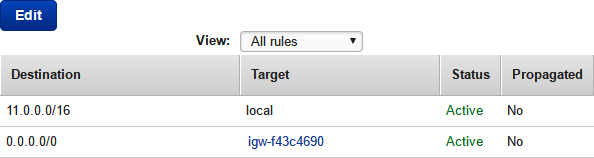 Edit
View: All rules
Destination Target Status Propagated
11.0.0.0/16 local Active No
0.0.0.0/0 igw-f43c4690 Active No